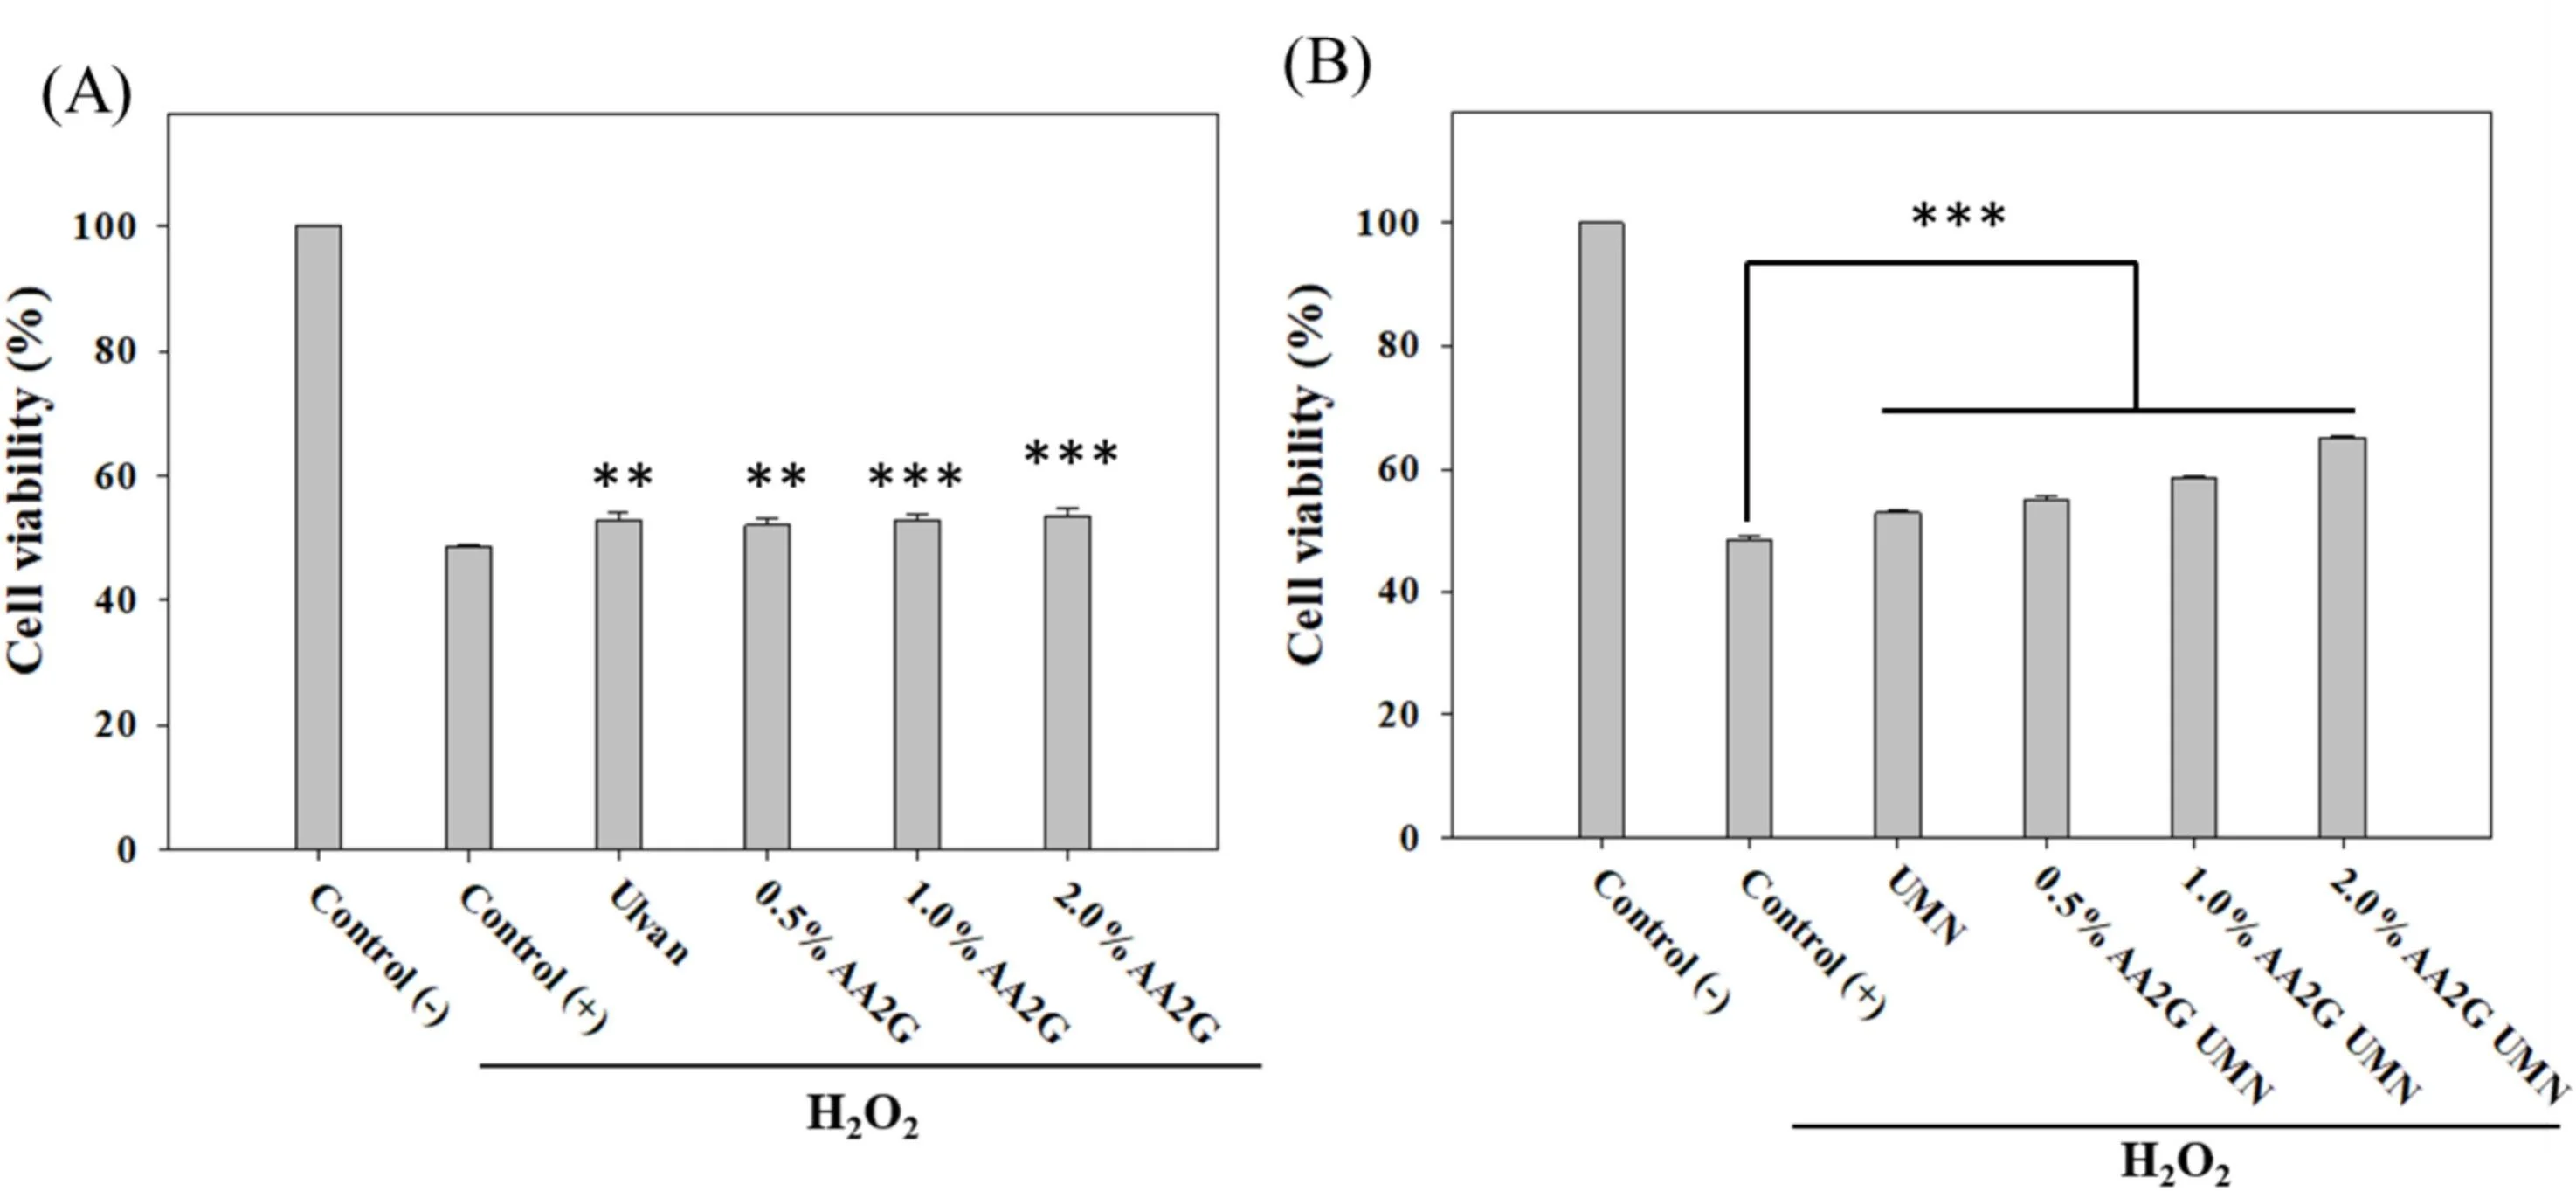 (A)
Cell viability (%)
100
80
60
40
20
0
** ** *** ***
Control (-)
Control (+)
Ulvan
0.5% AA2G
1.0% AA2G
2.0% AA2G
H₂O₂
(B)
Cell viability (%)
100
80
60
40
20
0
***
Control (-)
Control (+)
UMN
0.5% AA2G UMN
1.0% AA2G UMN
2.0% AA2G UMN
H₂O₂